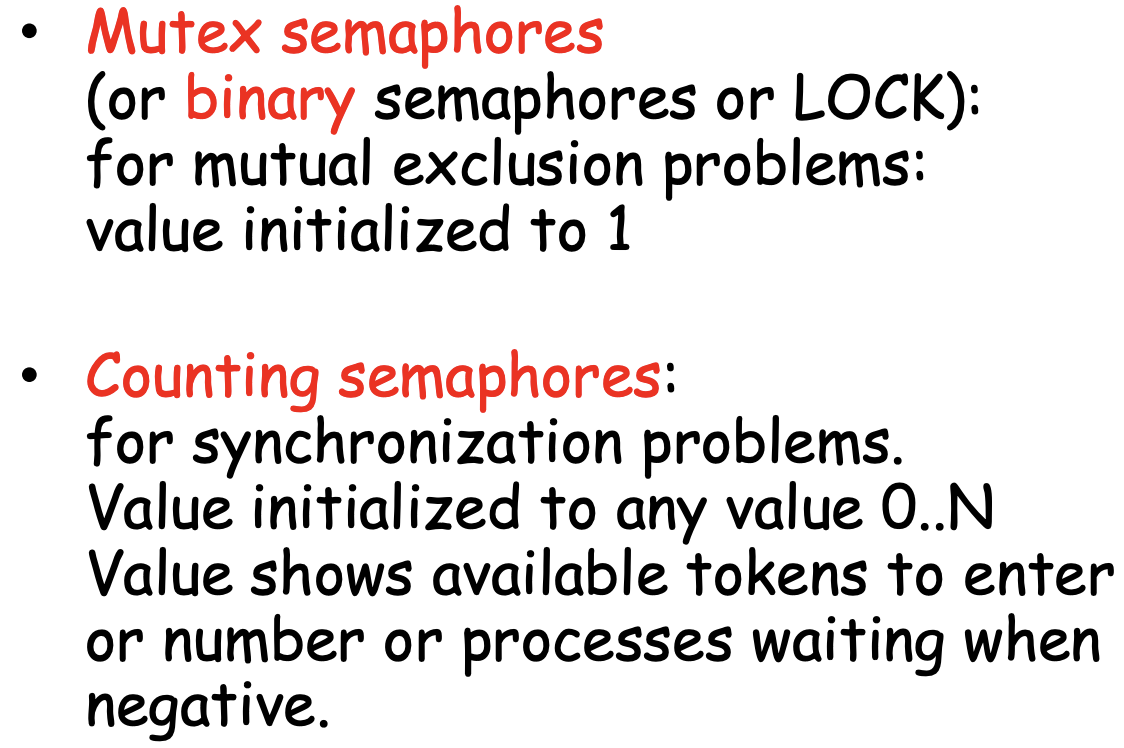 • Mutex semaphores
(or binary semaphores or LOCK):
for mutual exclusion problems:
value initialized to 1
• Counting semaphores:
for synchronization problems.
Value initialized to any value 0..N
Value shows available tokens to enter
or number or processes waiting when
negative.